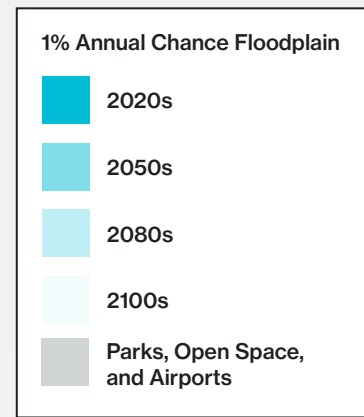 1% Annual Chance Floodplain
2020s
2050s
2080s
2100s
Parks, Open Space,
and Airports